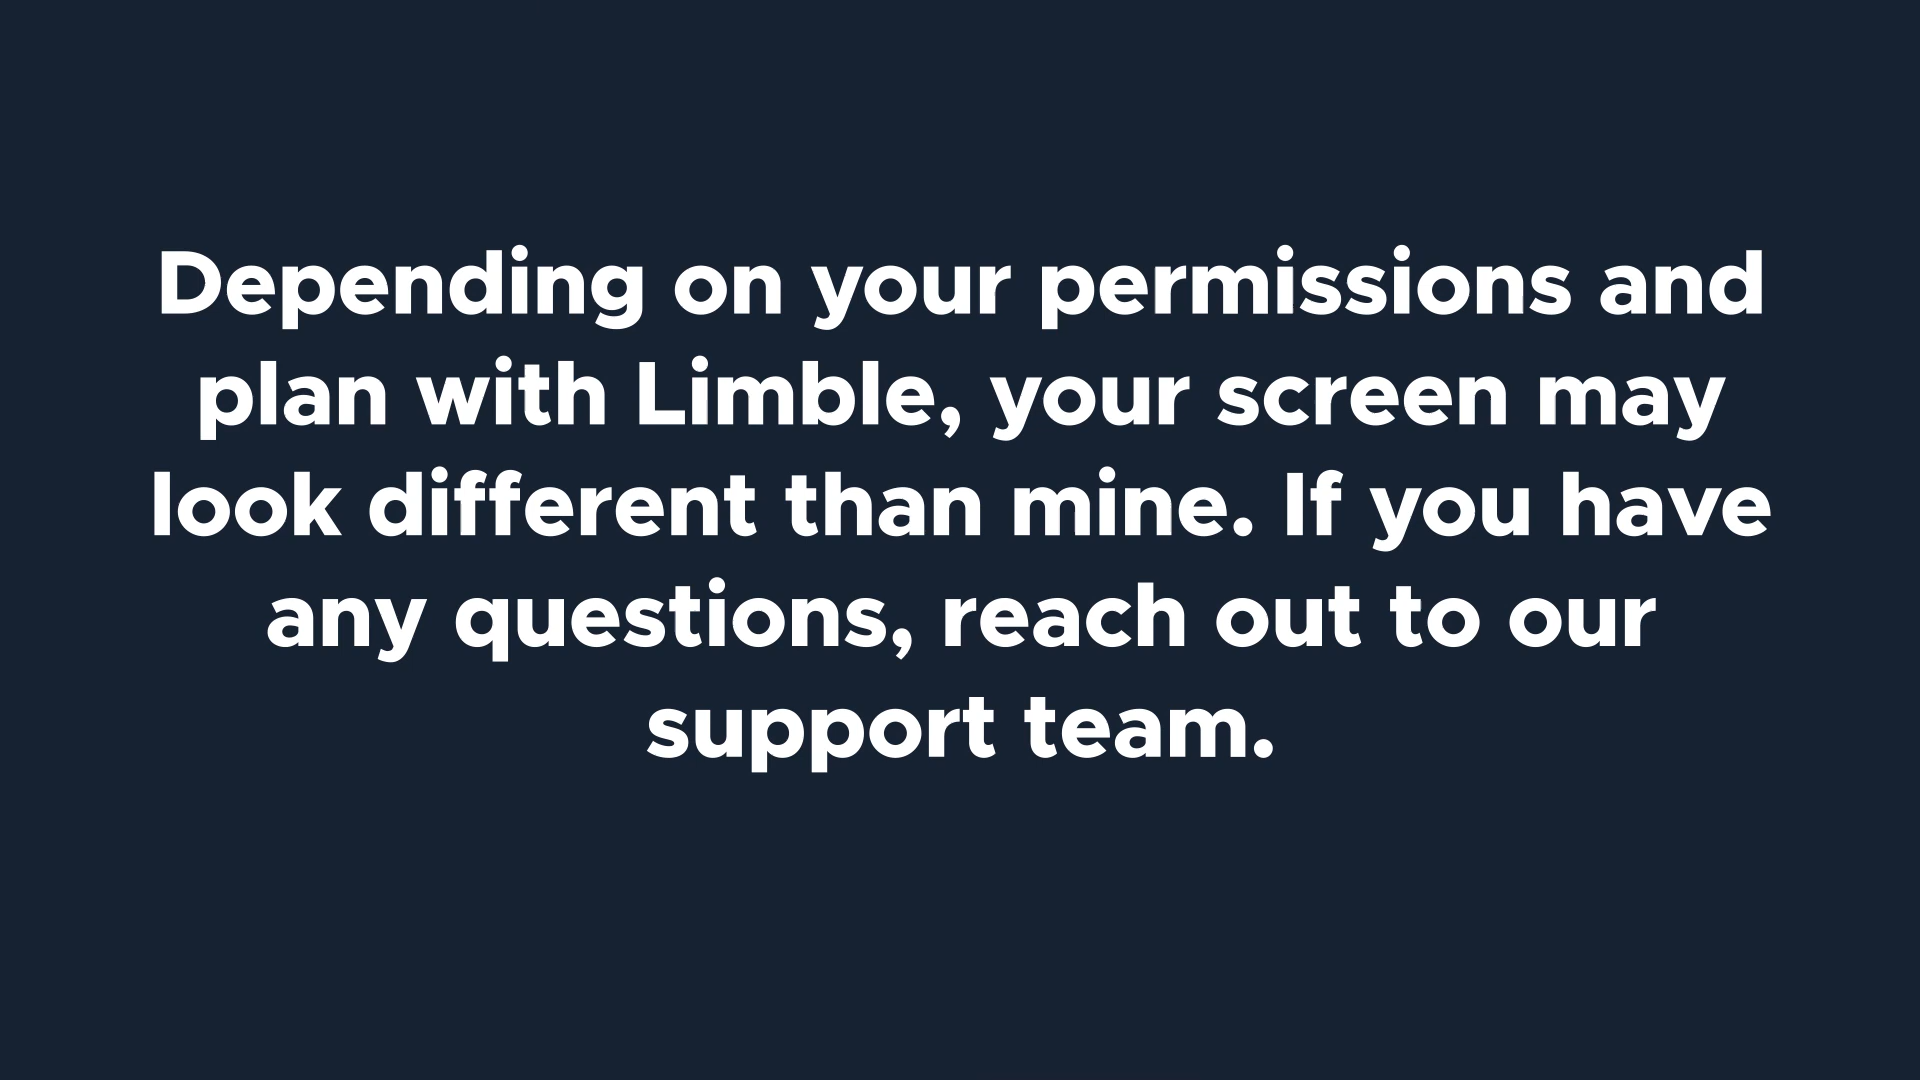 Depending on your permissions and
plan with Limble, your screen may
look different than mine. If you have
any questions, reach out to our
support team.